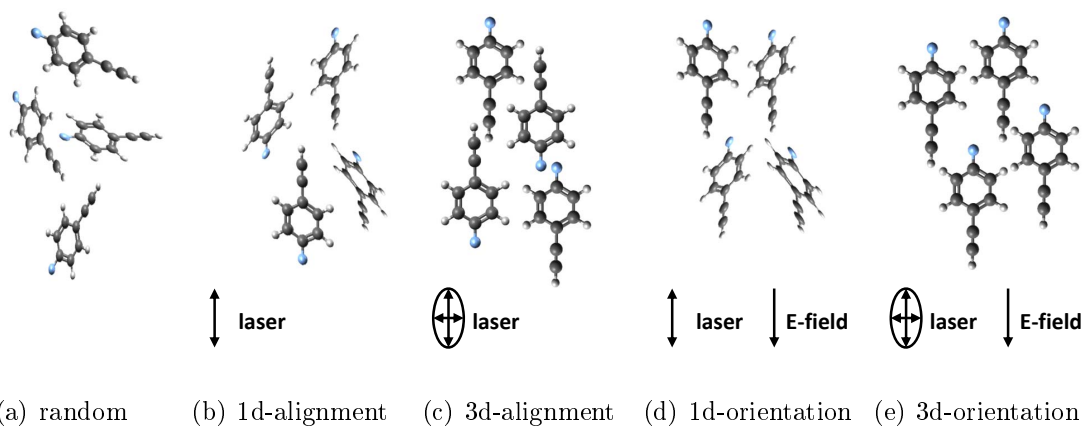 laser
laser
laser
E-field
laser
E-field
(a) random
(b) 1d-alignment
(c) 3d-alignment
(d) 1d-orientation
(e) 3d-orientation